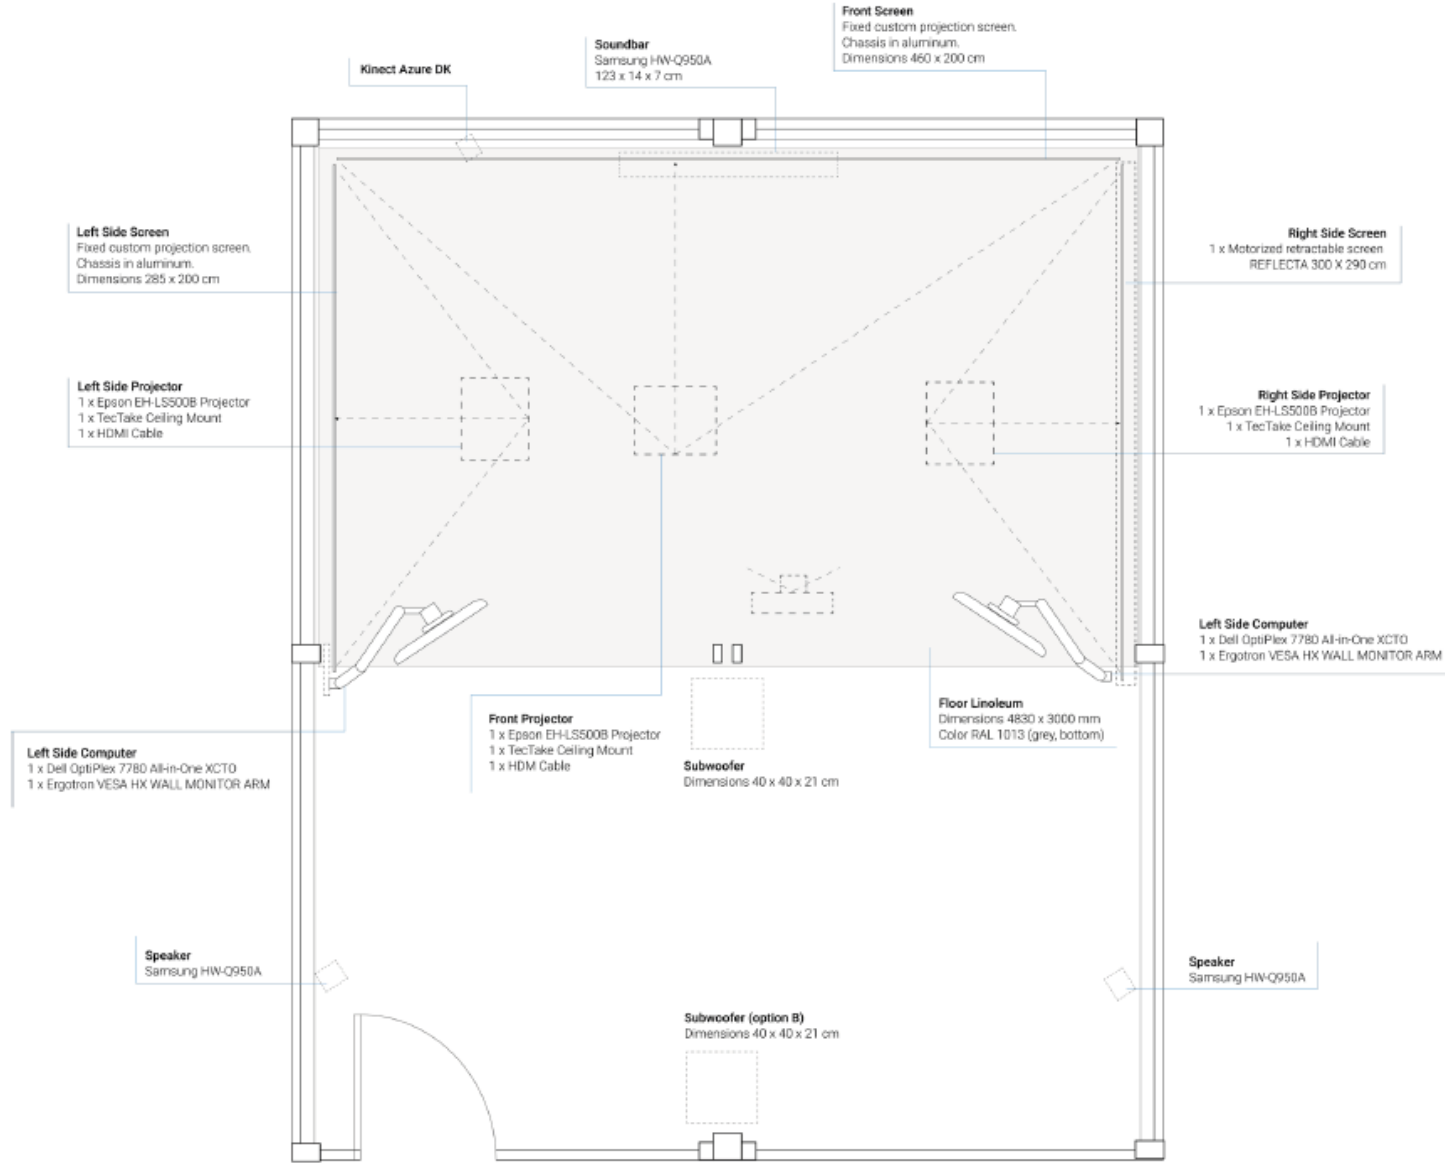 Front Screen
Fixed custom projection screen.
Chassis in aluminum.
Dimensions 460 x 200 cm
Soundbar
Samsung HW-Q950A
123 x 14 x 7 cm
Kinect Azure DK
Left Side Screen
Fixed custom projection screen.
Chassis in aluminum.
Dimensions 285 x 200 cm
Right Side Screen
1 x Motorized retractable screen
REFLECTA 300 X 290 cm
Left Side Projector
1 x Epson EH-LS500B Projector
1 x TecTake Ceiling Mount
1 x HDMI Cable
Right Side Projector
1 x Epson EH-LS500B Projector
1 x TecTake Ceiling Mount
1 x HDMI Cable
Left Side Computer
1 x Dell OptiPlex 7780 All-in-One XCTO
1 x Ergotron VESA HX WALL MONITOR ARM
Left Side Computer
1 x Dell OptiPlex 7780 All-in-One XCTO
1 x Ergotron VESA HX WALL MONITOR ARM
Front Projector
1 x Epson EH-LS500B Projector
1 x TecTake Ceiling Mount
1 x HDM Cable
Subwoofer
Dimensions 40 x 40 x 21 cm
Floor Linoleum
Dimensions 4830 x 3000 mm
Color RAL 1013 (grey, bottom)
Speaker
Samsung HW-Q950A
Speaker
Samsung HW-Q950A
Subwoofer (option B)
Dimensions 40 x 40 x 21 cm